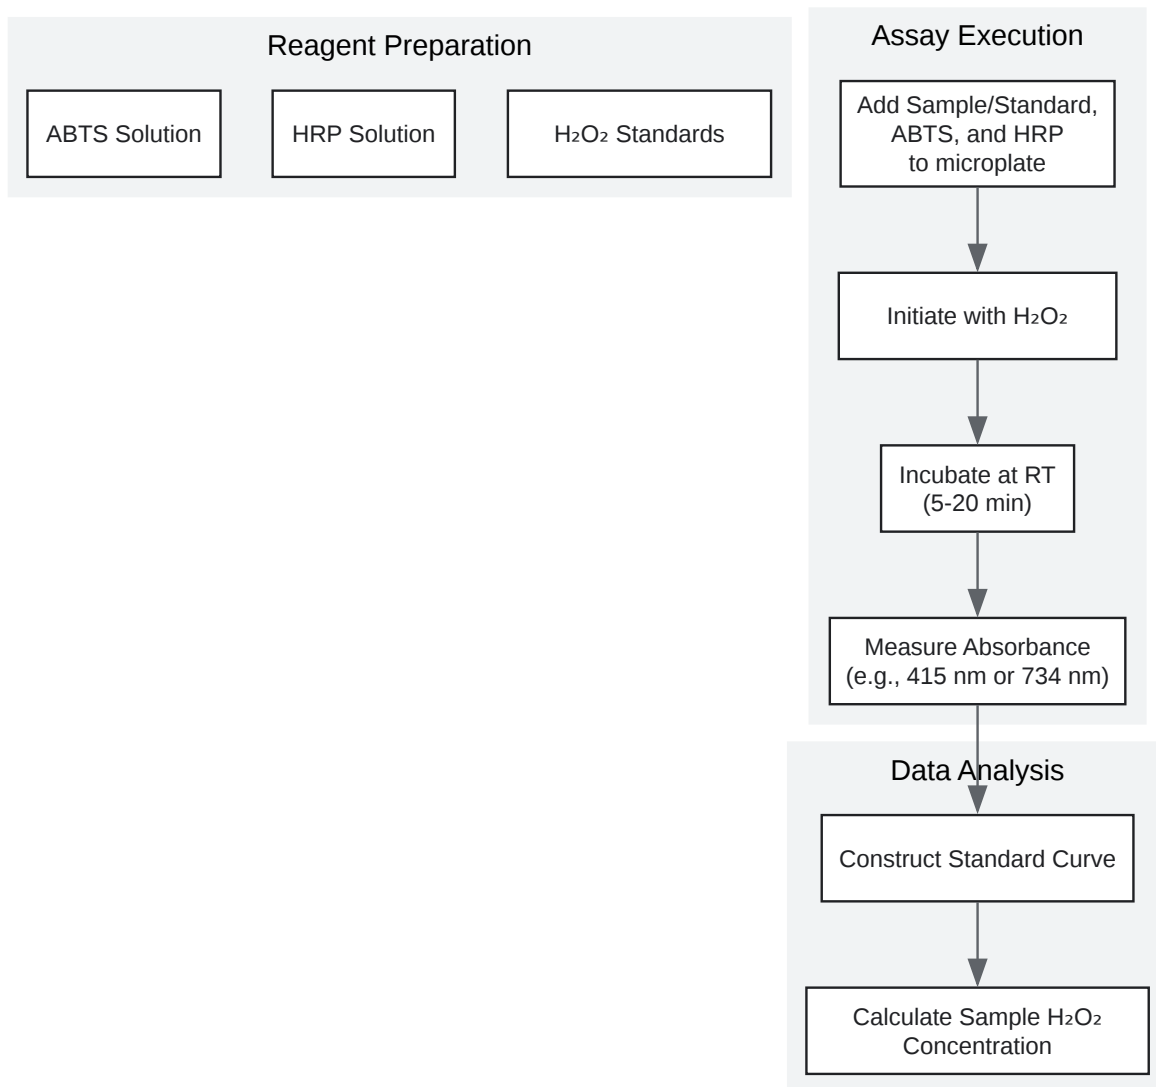 Reagent Preparation
ABTS Solution
HRP Solution
H₂O₂ Standards
Assay Execution
Add Sample/Standard,
ABTS, and HRP
to microplate
Initiate with H₂O₂
Incubate at RT
(5-20 min)
Measure Absorbance
(e.g., 415 nm or 734 nm)
Data Analysis
Construct Standard Curve
Calculate Sample H₂O₂
Concentration